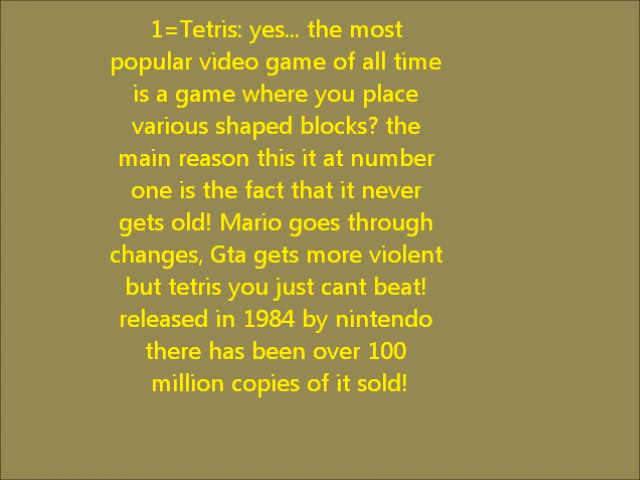 1=Tetris: yes... the most
popular video game of all time
is a game where you place
various shaped blocks? the
main reason this it at number
one is the fact that it never
gets old! Mario goes through
changes, Gta gets more violent
but tetris you just cant beat!
released in 1984 by nintendo
there has been over 100
million copies of it sold!